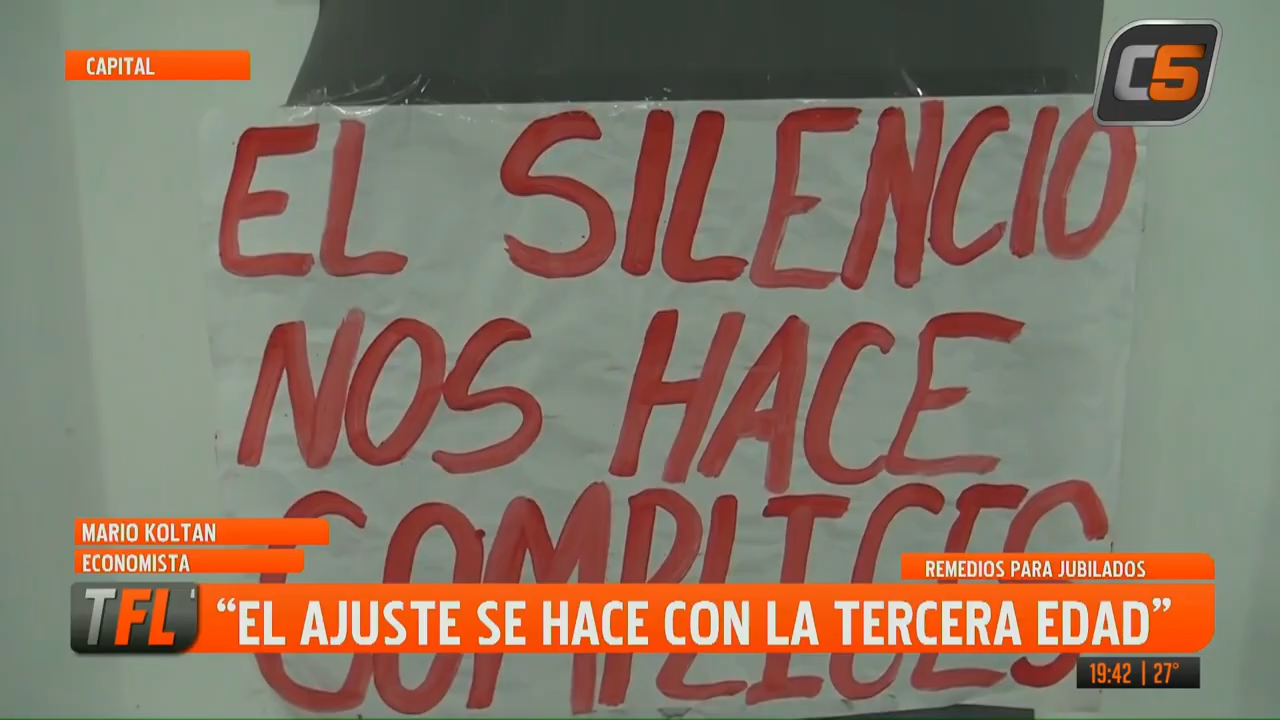 CAPITAL
C5
EL SILENCIO
NOS HACE
COMPLICES
MARIO KOLTAN
ECONOMISTA
REMEDIOS PARA JUBILADOS
TFL'
“EL AJUSTE SE HACE CON LA TERCERA EDAD”
19:42 | 27°